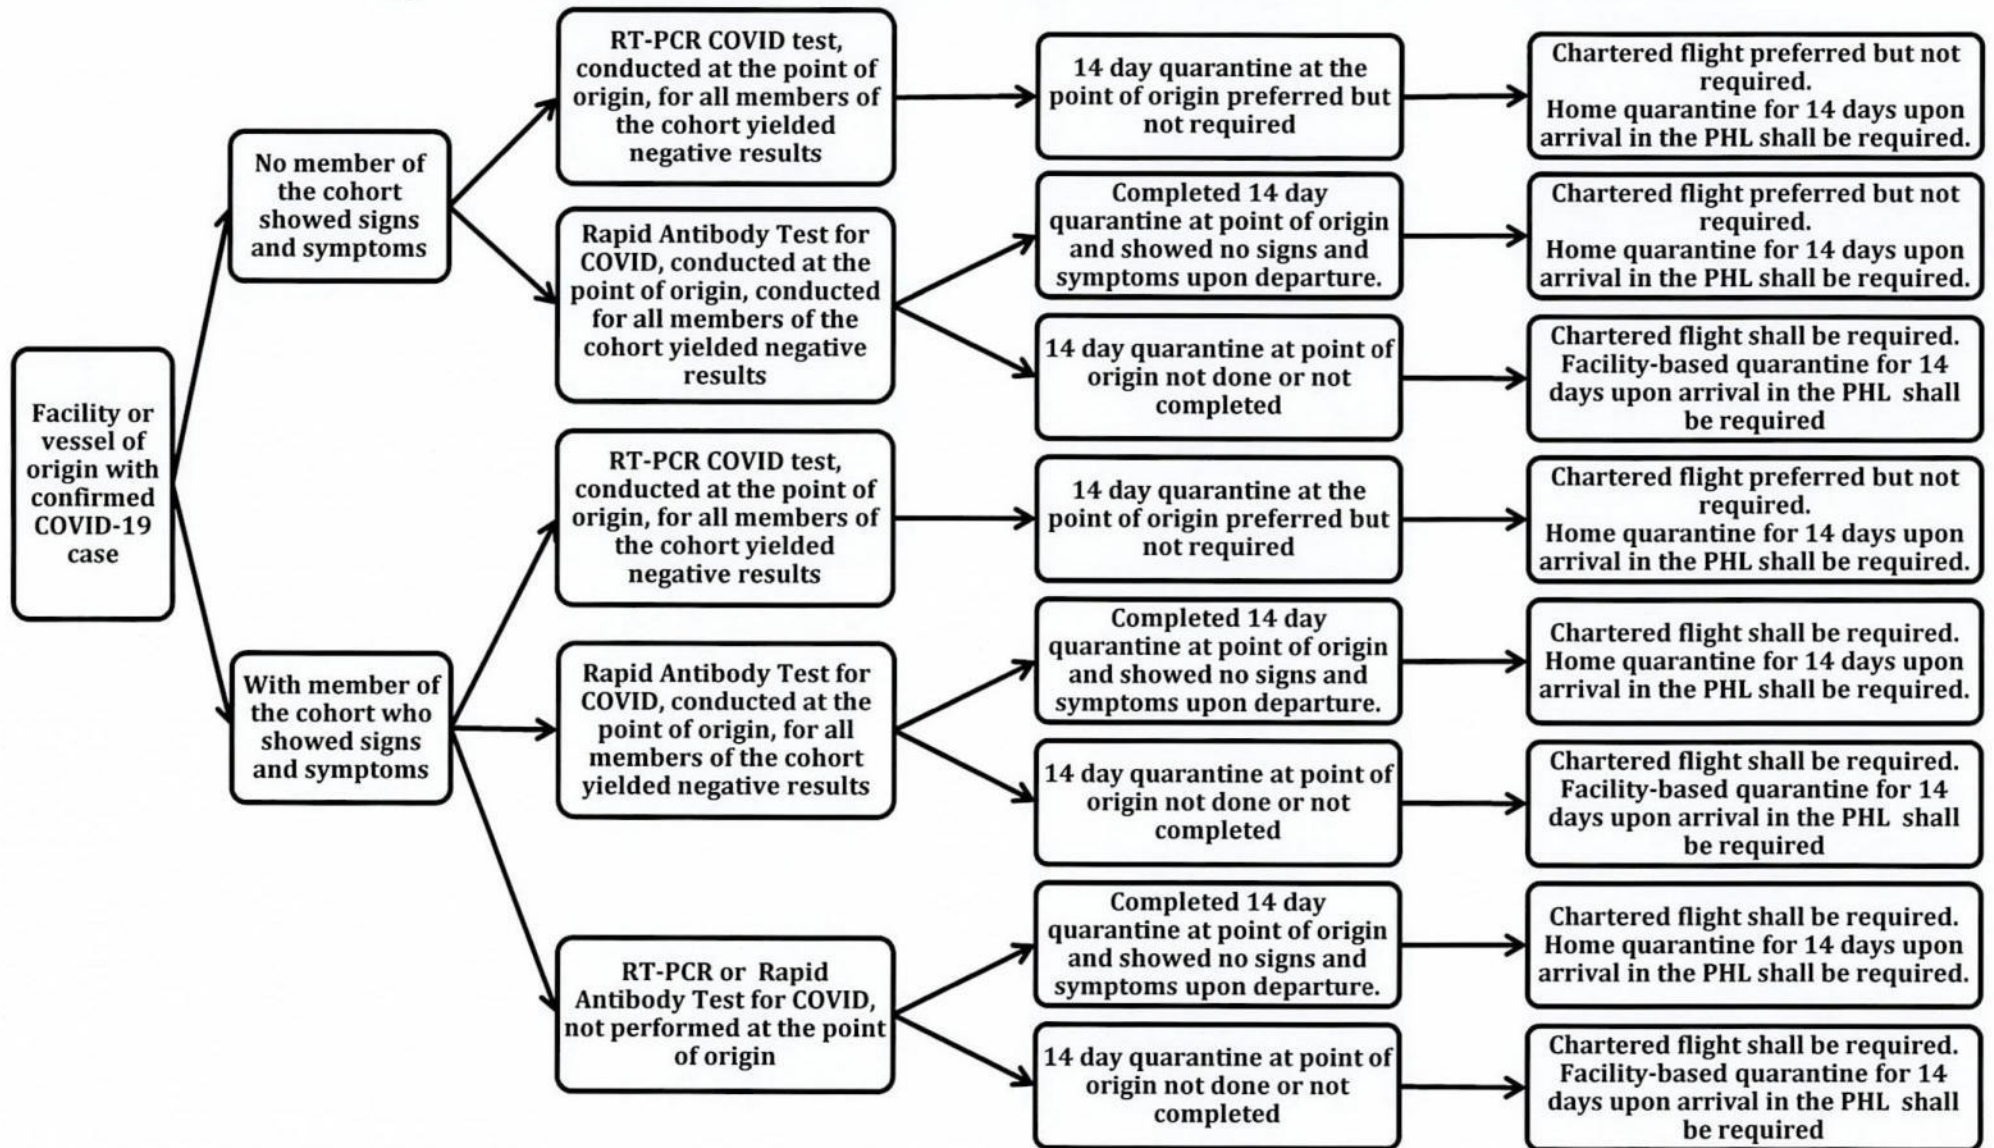 Facility or
vessel of
origin with
confirmed
COVID-19
case
No member of
the cohort
showed signs
and symptoms
With member of
the cohort who
showed signs
and symptoms
RT-PCR COVID test,
conducted at the point of
origin, for all members of
the cohort yielded
negative results
Rapid Antibody Test for
COVID, conducted at the
point of origin, conducted
for all members of the
cohort yielded negative
results
RT-PCR COVID test,
conducted at the point of
origin, for all members of
the cohort yielded
negative results
Rapid Antibody Test for
COVID, conducted at the
point of origin, for all
members of the cohort
yielded negative results
RT-PCR or Rapid
Antibody Test for COVID,
not performed at the point
of origin
14 day quarantine at the
point of origin preferred but
not required
Completed 14 day
quarantine at point of origin
and showed no signs and
symptoms upon departure.
14 day quarantine at point of
origin not done or not
completed
14 day quarantine at the
point of origin preferred but
not required
Completed 14 day
quarantine at point of origin
and showed no signs and
symptoms upon departure.
14 day quarantine at point of
origin not done or not
completed
Completed 14 day
quarantine at point of origin
and showed no signs and
symptoms upon departure.
14 day quarantine at point of
origin not done or not
completed
Chartered flight preferred but not
required.
Home quarantine for 14 days upon
arrival in the PHL shall be required.
Chartered flight preferred but not
required.
Home quarantine for 14 days upon
arrival in the PHL shall be required.
Chartered flight shall be required.
Facility-based quarantine for 14
days upon arrival in the PHL shall
be required
Chartered flight preferred but not
required.
Home quarantine for 14 days upon
arrival in the PHL shall be required.
Chartered flight shall be required.
Home quarantine for 14 days upon
arrival in the PHL shall be required.
Chartered flight shall be required.
Facility-based quarantine for 14
days upon arrival in the PHL shall
be required
Chartered flight shall be required.
Home quarantine for 14 days upon
arrival in the PHL shall be required.
Chartered flight shall be required.
Facility-based quarantine for 14
days upon arrival in the PHL shall
be required